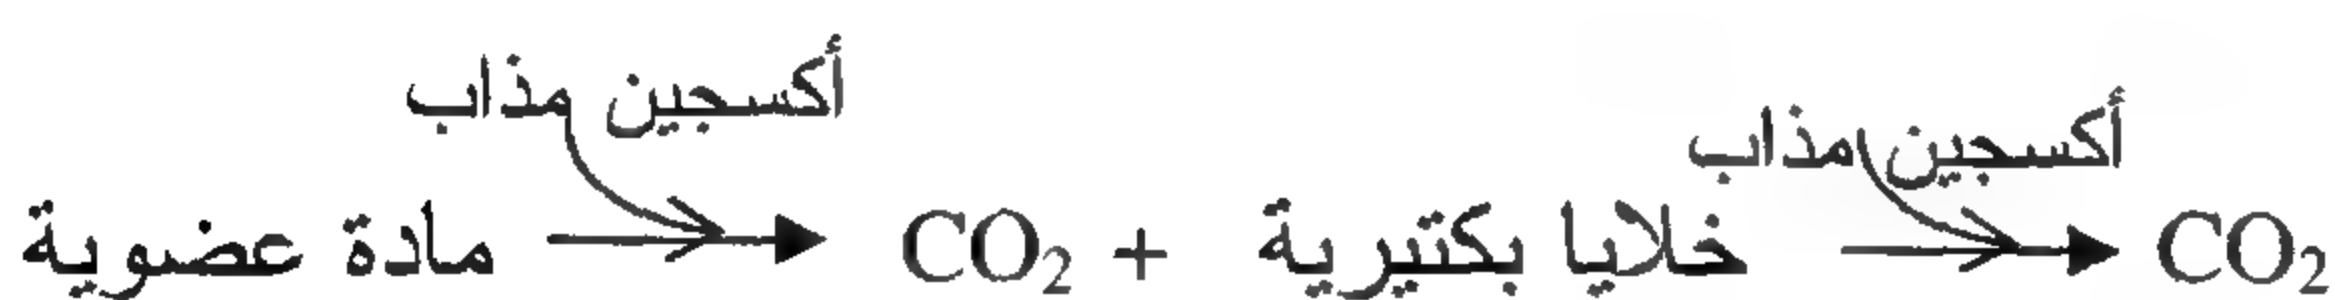 أكسجين مذاب أكسجين مذاب
مادة عضوية → CO₂ + خلايا بكتيرية → CO₂